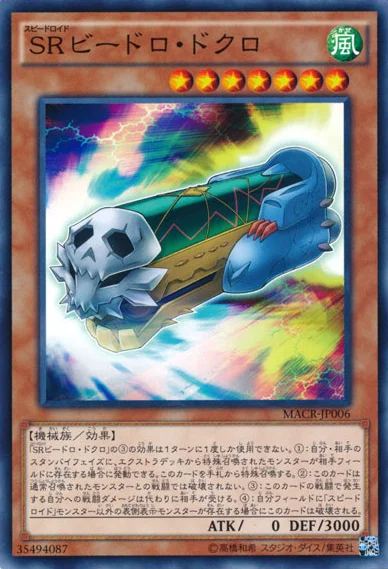 スピードロイド
SRビードロ・ドクロ
風
MACR-JP006
【機械族／効果】
「SRビードロ・ドクロ」の③の効果は1ターンに1度しか使用できない。①：自分・相手の
スタンバイフェイズに、エクストラデッキから特殊召喚されたモンスターが相手フィール
ドに存在する場合に発動できる。このカードを手札から特殊召喚する。②：このカードは
通常召喚されたモンスターとの戦闘では破壊されない。③：このカードの戦闘で発
生する自分への戦闘ダメージは代わりに相手が受ける。④：自分フィールドに「スピード
ロイド」モンスター以外の表側表示モンスターが存在する場合にこのカードは破壊される。
ATK/ 0 DEF/3000
35494087
©高橋和希 スタジオ・ダイス/集英社